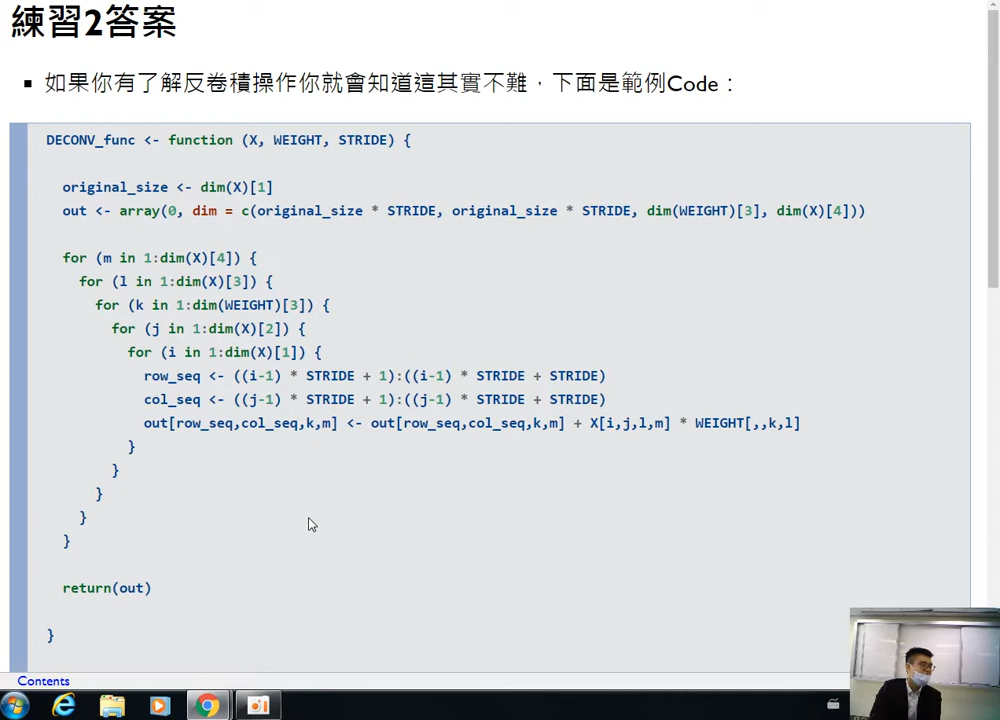 練習2答案
▪ 如果你有了解反卷積操作你就會知道這其實不難，下面是範例Code：
DECONV_func <- function (X, WEIGHT, STRIDE) {
original_size <- dim(X)[1]
out <- array(0, dim = c(original_size * STRIDE, original_size * STRIDE, dim(WEIGHT)[3], dim(X)[4]))
for (m in 1:dim(X)[4]) {
for (l in 1:dim(X)[3]) {
for (k in 1:dim(WEIGHT)[3]) {
for (j in 1:dim(X)[2]) {
for (i in 1:dim(X)[1]) {
row_seq <- ((i-1) * STRIDE + 1):((i-1) * STRIDE + STRIDE)
col_seq <- ((j-1) * STRIDE + 1):((j-1) * STRIDE + STRIDE)
out[row_seq,col_seq,k,m] <- out[row_seq,col_seq,k,m] + X[i,j,l,m] * WEIGHT[,,k,l]
}
}
}
}
}
return(out)
}
Contents